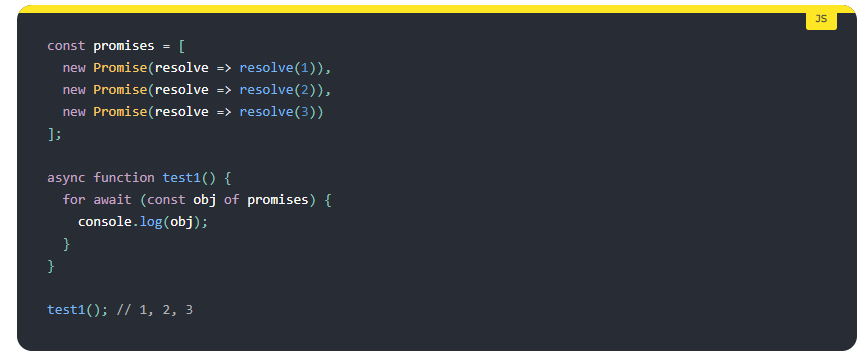 JS
const promises = [
  new Promise(resolve => resolve(1)),
  new Promise(resolve => resolve(2)),
  new Promise(resolve => resolve(3))
];
async function test1() {
  for await (const obj of promises) {
    console.log(obj);
  }
}
test1(); // 1, 2, 3